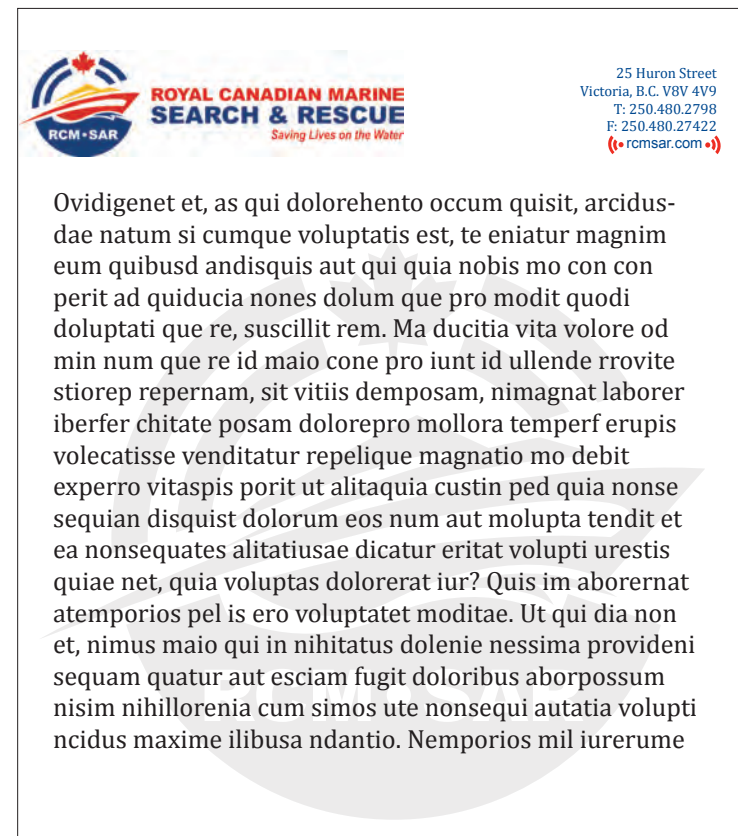 RCM•SAR
ROYAL CANADIAN MARINE
SEARCH & RESCUE
Saving Lives on the Water
25 Huron Street
Victoria, B.C. V8V 4V9
T: 250.480.2798
F: 250.480.27422
rcmsar.com
Ovidigenet et, as qui dolorehento occum quisit, arcidus-
dae natum si cumque voluptatis est, te eniatur magnim
eum quibusd andisquis aut qui quia nobis mo con con
perit ad quiducia nones dolum que pro modit quodi
doluptati que re, suscillit rem. Ma ducitia vita volore od
min num que re id maio cone pro iunt id ullende rrovite
stiorep repernam, sit vitiis demposam, nimagnat laborer
iberfer chitate posam dolorepro mollora temperf erupis
volecatisse venditatur repelique magnatio mo debit
experro vitaspis porit ut alitaquia custin ped quia nonse
sequian disquist dolorum eos num aut molupta tendit et
ea nonsequates alitatiusae dicatur eritat volupti urestis
quiae net, quia voluptas dolorerat iur? Quis im aborernat
atemporios pel is ero voluptatet moditae. Ut qui dia non
et, nimus maio qui in nihitatus dolenie nessima provideni
sequam quatur aut esciam fugit doloribus aborpossum
RCM•SAR
nisim nihillorenia cum simos ute nonsequi autatia volupti
ncidus maxime ilibusa ndantio. Nemporios mil iurerume